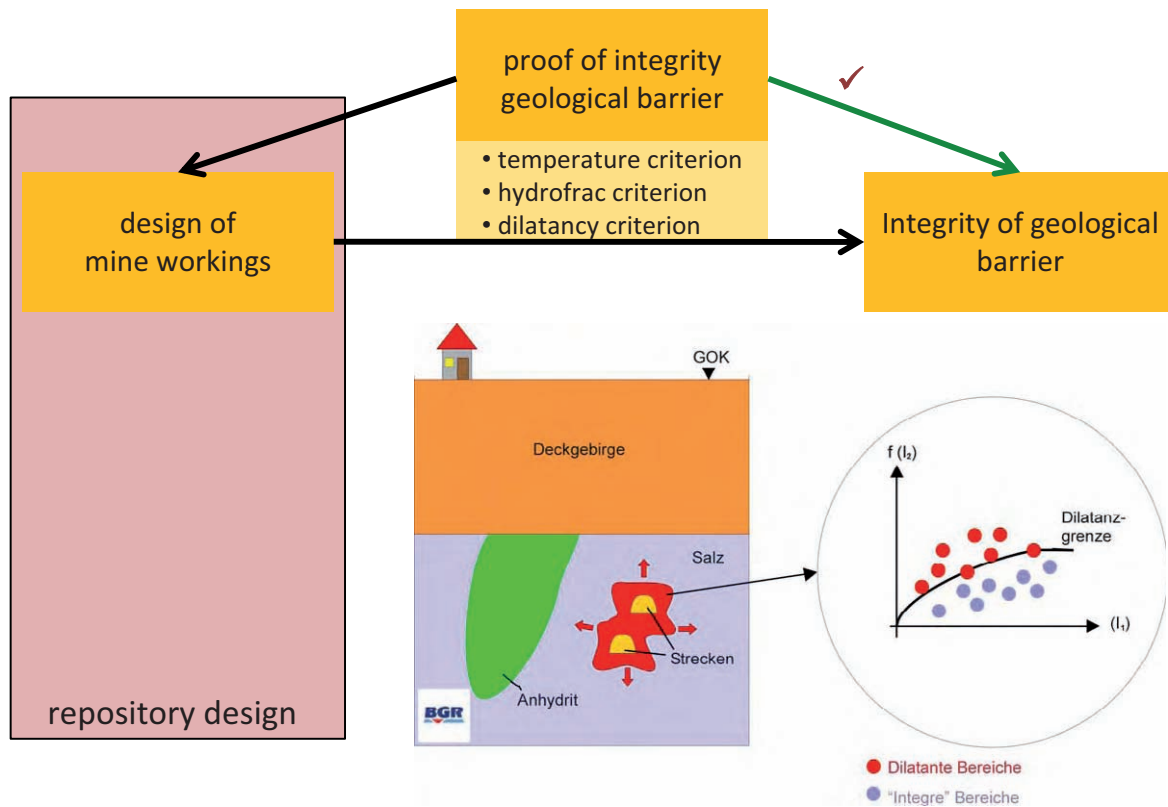 proof of integrity
geological barrier
✓
• temperature criterion
• hydrofrac criterion
• dilatancy criterion
design of
mine workings
Integrity of geological
barrier
repository design
GOK
Deckgebirge
Salz
Strecken
Anhydrit
BGR
f (I₂)
Dilatanz-
grenze
(I₁)
Dilatante Bereiche
"Integre" Bereiche